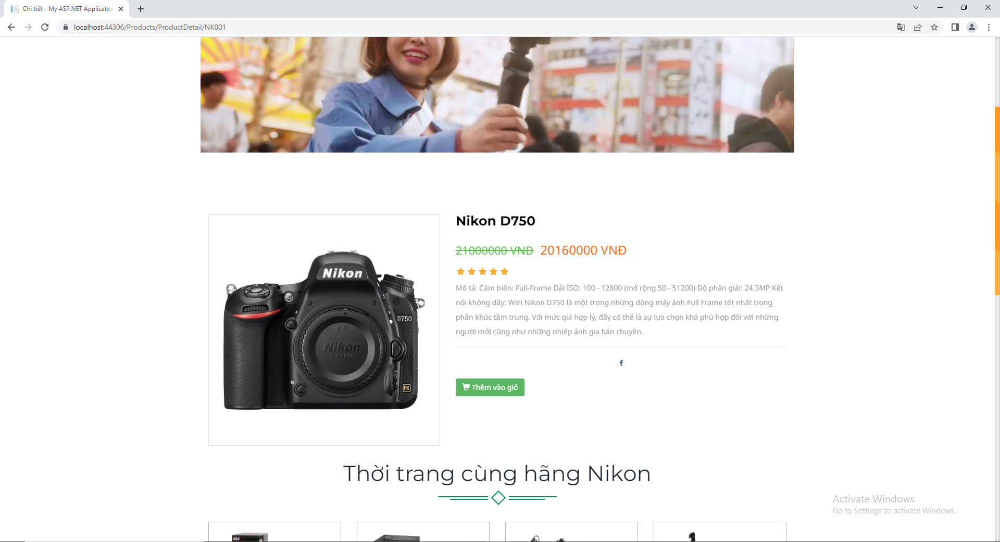 Chi tiết - My ASP.NET Application
localhost:44306/Products/ProductDetail/NK001
Nikon D750
21000000 VNĐ 20160000 VNĐ
Mô tả: Cảm biến: Full-Frame Dải ISO: 100 - 12800 (mở rộng 50 - 51200) Độ phân giải: 24.3MP Kết
nối không dây: WiFi Nikon D750 là một trong những dòng máy ảnh Full Frame tốt nhất trong
phân khúc tầm trung. Với mức giá hợp lý, đây có thể là sự lựa chọn khá phù hợp đối với những
người mới cũng như những nhiếp ảnh gia bán chuyên.
Nikon
D750
Nikon
FX
Fn
f
Thêm vào giỏ
Thời trang cùng hãng Nikon
Activate Windows
Go to Settings to activate Windows.